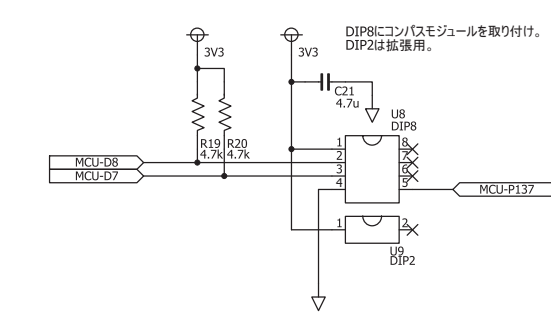 DIP8にコンパスモジュールを取り付け。
DIP2は拡張用。
3V3
3V3
C21
4.7u
U8
DIP8
R19 R20
4.7k 4.7k
1 8
2 7
3 6
4 5
MCU-D8
MCU-D7
MCU-P137
1 2
U9
DIP2